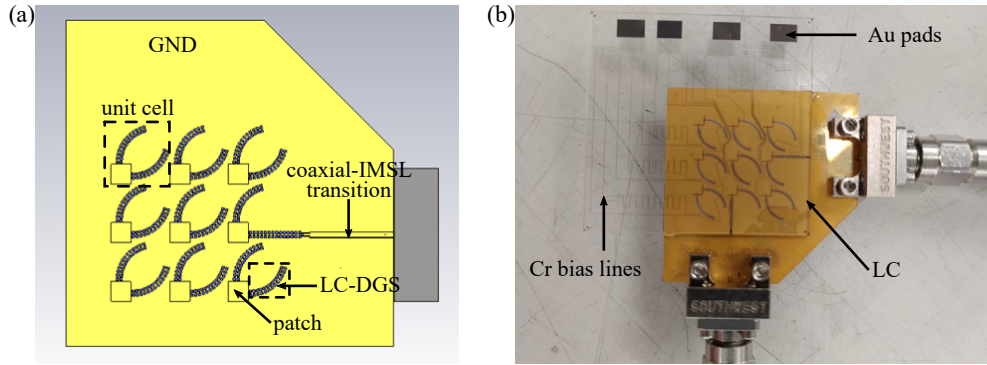 (a)
GND
unit cell
coaxial-IMSL
transition
LC-DGS
patch
(b)
Au pads
SOUTHWEST
Cr bias lines
LC
SOUTHWEST